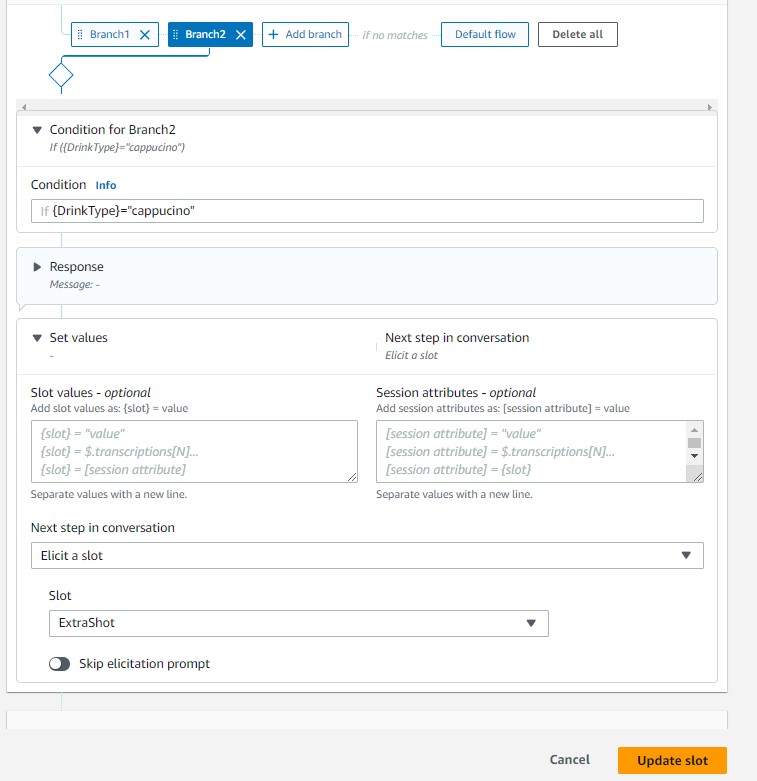 Branch1 Branch2 + Add branch if no matches Default flow Delete all
Condition for Branch2
If ({DrinkType}="cappucino")
Condition Info
If {DrinkType}="cappucino"
Response
Message: -
Set values Next step in conversation
- Elicit a slot
Slot values - optional Session attributes - optional
Add slot values as: {slot} = value Add session attributes as: [session attribute] = value
{slot} = "value" [session attribute] = "value"
{slot} = $.transcriptions[N]... [session attribute] = $.transcriptions[N]...
{slot} = [session attribute] [session attribute] = {slot}
Separate values with a new line. Separate values with a new line.
Next step in conversation
Elicit a slot
Slot
ExtraShot
Skip elicitation prompt
Cancel Update slot